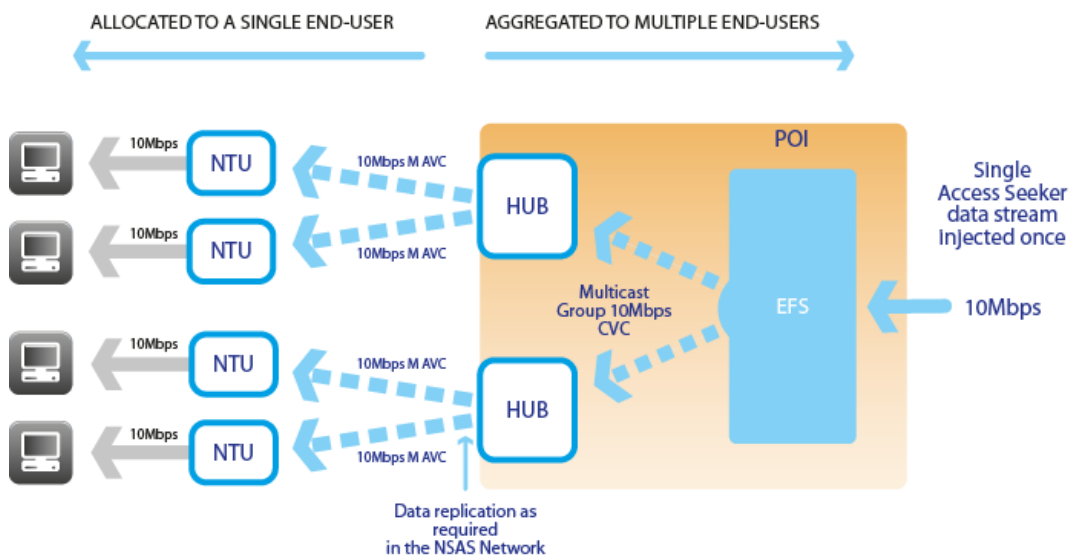 ALLOCATED TO A SINGLE END-USER
AGGREGATED TO MULTIPLE END-USERS
POI
10Mbps
NTU
10Mbps M AVC
HUB
10Mbps
NTU
10Mbps M AVC
Single
Access Seeker
data stream
injected once
Multicast
Group 10Mbps
CVC
EFS
10Mbps
10Mbps
NTU
10Mbps M AVC
HUB
10Mbps
NTU
10Mbps M AVC
Data replication as
required
in the NSAS Network